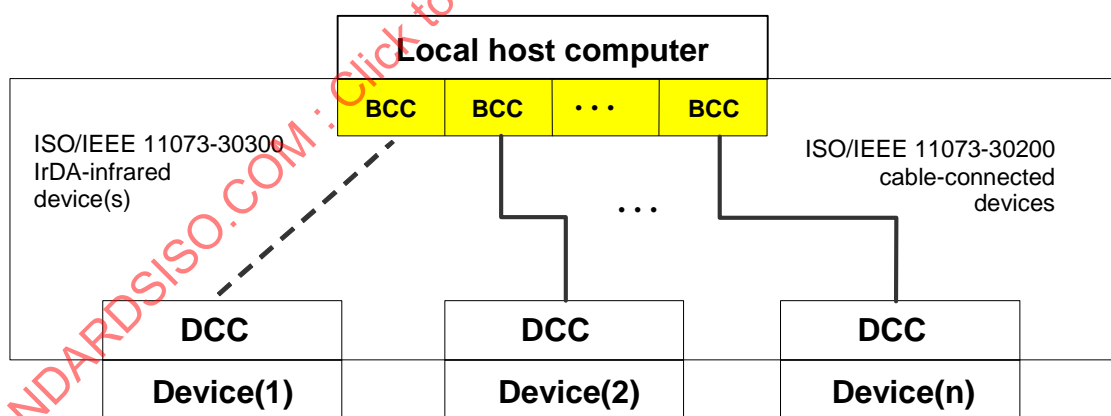 Local host computer
BCC BCC ... BCC
ISO/IEEE 11073-30300
IrDA-infrared
device(s)
ISO/IEEE 11073-30200
cable-connected
devices
...
DCC DCC DCC
Device(1) Device(2) Device(n)
NDARDSISO.COM : Click to